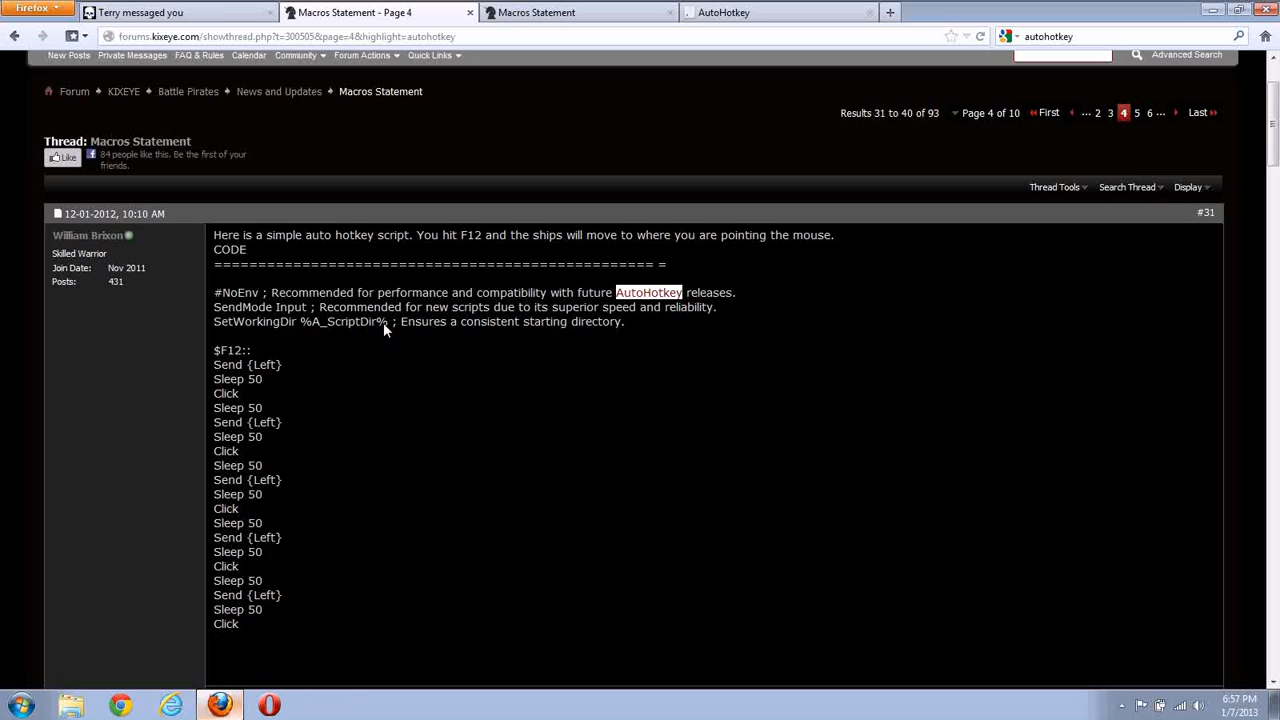 Firefox
Terry messaged you
Macros Statement - Page 4
Macros Statement
AutoHotkey
forums.kixeye.com/showthread.php?t=300505&page=4&highlight=autohotkey
autohotkey
New Posts Private Messages FAQ & Rules Calendar Community Forum Actions Quick Links
Advanced Search
Forum KIXEYE Battle Pirates News and Updates Macros Statement
Results 31 to 40 of 93 Page 4 of 10 First ... 2 3 4 5 6 ... Last
Thread: Macros Statement
Like 84 people like this. Be the first of your
friends.
Thread Tools Search Thread Display
12-01-2012, 10:10 AM #31
William Brixon
Skilled Warrior
Join Date: Nov 2011
Posts: 431
Here is a simple auto hotkey script. You hit F12 and the ships will move to where you are pointing the mouse.
CODE
================================================== =
#NoEnv ; Recommended for performance and compatibility with future AutoHotkey releases.
SendMode Input ; Recommended for new scripts due to its superior speed and reliability.
SetWorkingDir %A_ScriptDir% ; Ensures a consistent starting directory.
$F12::
Send {Left}
Sleep 50
Click
Sleep 50
Send {Left}
Sleep 50
Click
Sleep 50
Send {Left}
Sleep 50
Click
Sleep 50
Send {Left}
Sleep 50
Click
Sleep 50
Send {Left}
Sleep 50
Click
6:57 PM
1/7/2013